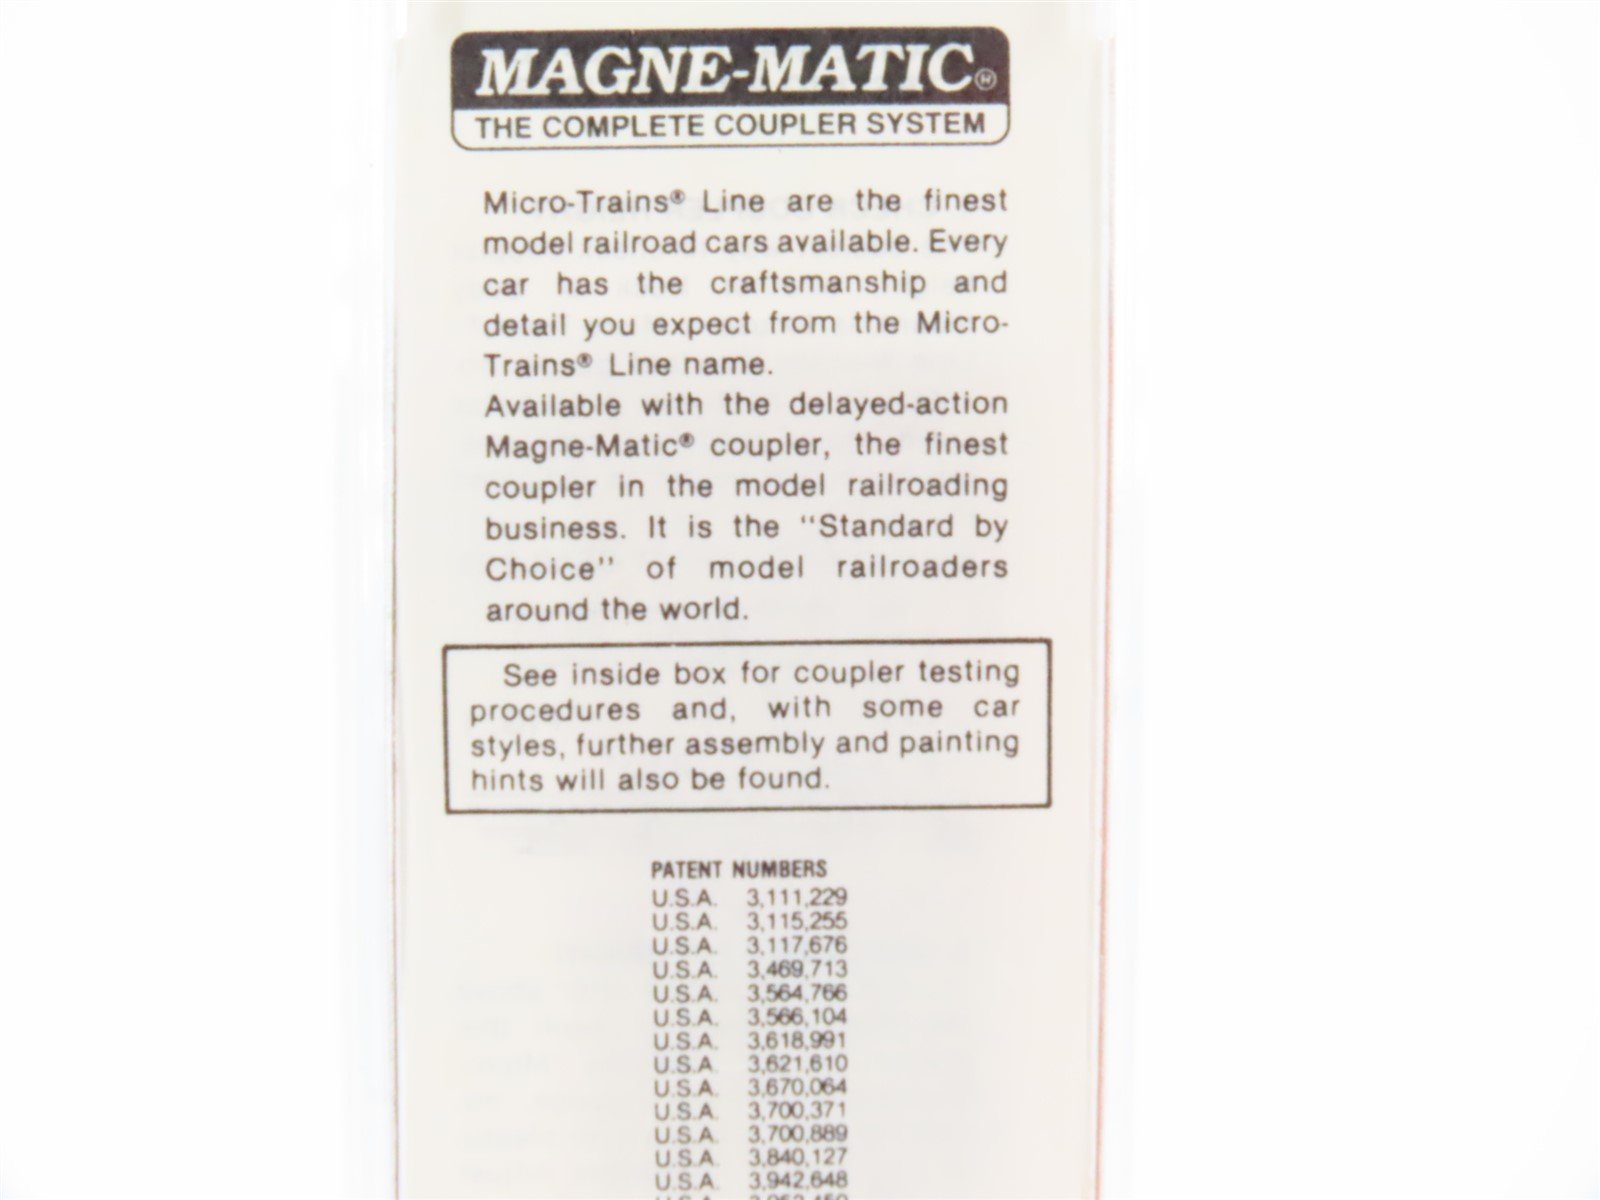 MAGNE-MATIC®
THE COMPLETE COUPLER SYSTEM
Micro-Trains® Line are the finest
model railroad cars available. Every
car has the craftsmanship and
detail you expect from the Micro-
Trains® Line name.
Available with the delayed-action
Magne-Matic® coupler, the finest
coupler in the model railroading
business. It is the "Standard by
Choice" of model railroaders
around the world.
See inside box for coupler testing
procedures and, with some car
styles, further assembly and painting
hints will also be found.
PATENT NUMBERS
U.S.A. 3,111,229
U.S.A. 3,115,255
U.S.A. 3,117,676
U.S.A. 3,469,713
U.S.A. 3,564,766
U.S.A. 3,566,104
U.S.A. 3,618,991
U.S.A. 3,621,610
U.S.A. 3,670,064
U.S.A. 3,700,371
U.S.A. 3,700,889
U.S.A. 3,840,127
U.S.A. 3,942,648